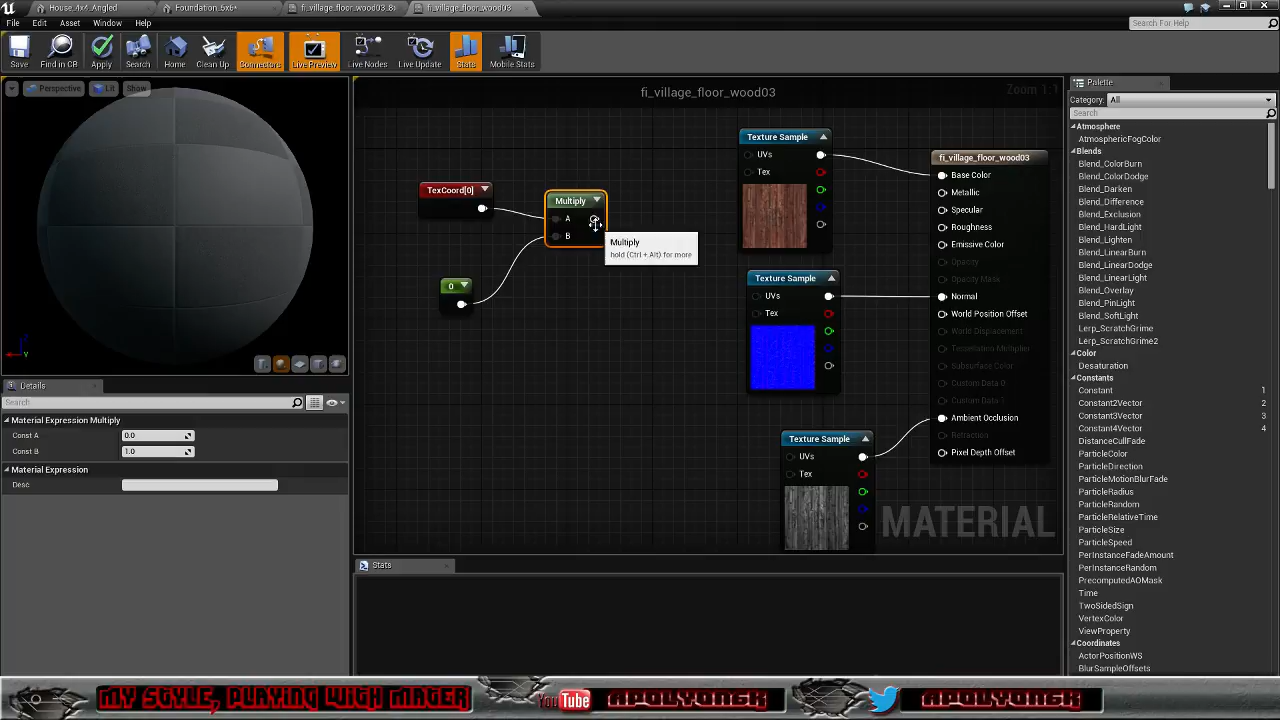 House_4x4_Angled
Foundation_5x6*
fi_village_floor_wood03_8
fi_village_floor_wood03
File Edit Asset Window Help
Search For Help
Save
Find in CB
Apply
Search
Home
Clean Up
Connectors
Live Preview
Live Nodes
Live Update
Stats
Mobile Stats
Perspective
Lit
Show
fi_village_floor_wood03
Zoom 1:1
TexCoord[0]
Multiply
A
B
0
Multiply
hold (Ctrl + Alt) for more
Texture Sample
UVs
Tex
Texture Sample
UVs
Tex
Texture Sample
UVs
Tex
fi_village_floor_wood03
Base Color
Metallic
Specular
Roughness
Emissive Color
Opacity
Opacity Mask
Normal
World Position Offset
World Displacement
Tessellation Multiplier
Subsurface Color
Custom Data 0
Custom Data 1
Ambient Occlusion
Refraction
Pixel Depth Offset
MATERIAL
Palette
Category: All
Search
Atmosphere
AtmosphericFogColor
Blends
Blend_ColorBurn
Blend_ColorDodge
Blend_Darken
Blend_Difference
Blend_Exclusion
Blend_HardLight
Blend_Lighten
Blend_LinearBurn
Blend_LinearDodge
Blend_LinearLight
Blend_Overlay
Blend_PinLight
Blend_Screen
Blend_SoftLight
Lerp_ScratchGrime
Lerp_ScratchGrime2
Color
Desaturation
Constants
Constant 1
Constant2Vector 2
Constant3Vector 3
Constant4Vector 4
DistanceCullFade
ParticleColor
ParticleDirection
ParticleMotionBlurFade
ParticleRadius
ParticleRandom
ParticleRelativeTime
ParticleSize
ParticleSpeed
PerInstanceFadeAmount
PerInstanceRandom
PrecomputedAOMask
Time
TwoSidedSign
VertexColor
ViewProperty
Coordinates
ActorPositionWS
BlurSampleOffsets
Details
Search
Material Expression Multiply
Const A 0.0
Const B 1.0
Material Expression
Desc
Stats
MY STYLE, PLAYING WITH MATER
YouTube
APOLYONGK
APOLYONGK